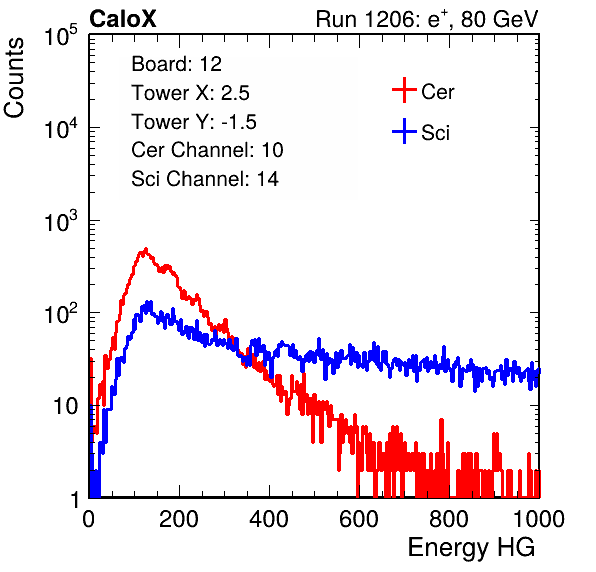 CaloX Run 1206: e⁺, 80 GeV
Board: 12
Tower X: 2.5
Tower Y: -1.5
Cer Channel: 10
Sci Channel: 14
Cer
Sci
Counts
10⁵
10⁴
10³
10²
10
1
0 200 400 600 800 1000
Energy HG